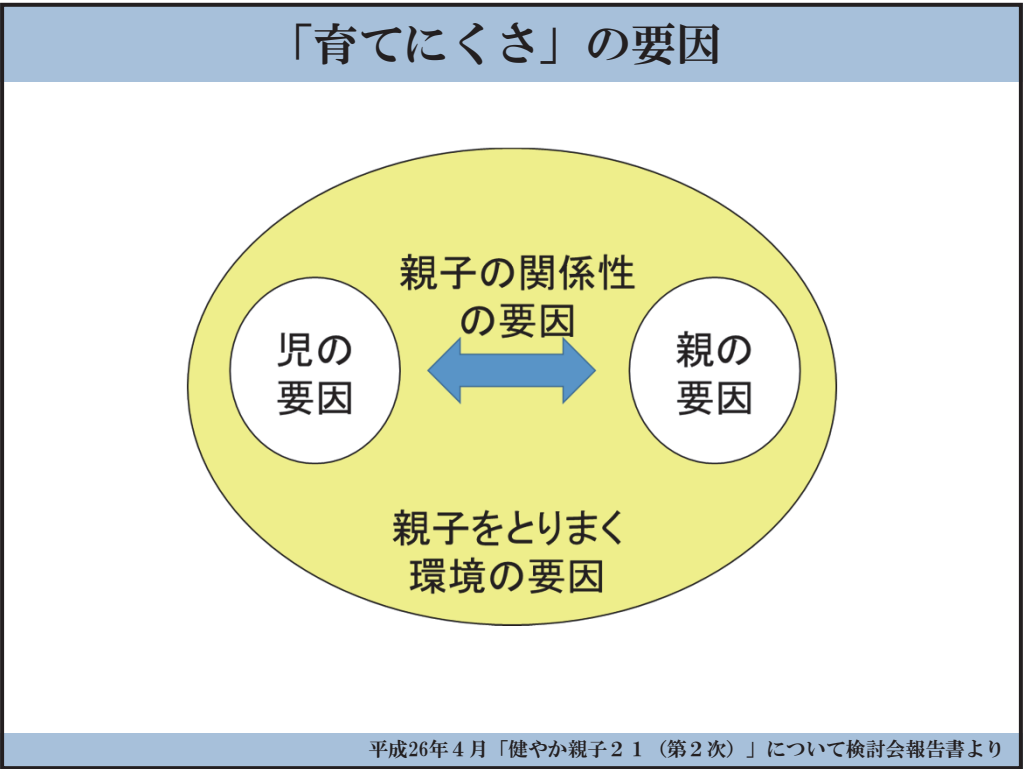 「育てにくさ」の要因
親子の関係性
の要因
児の
要因
親の
要因
親子をとりまく
環境の要因
平成26年４月「健やか親子２１（第２次）」について検討会報告書より